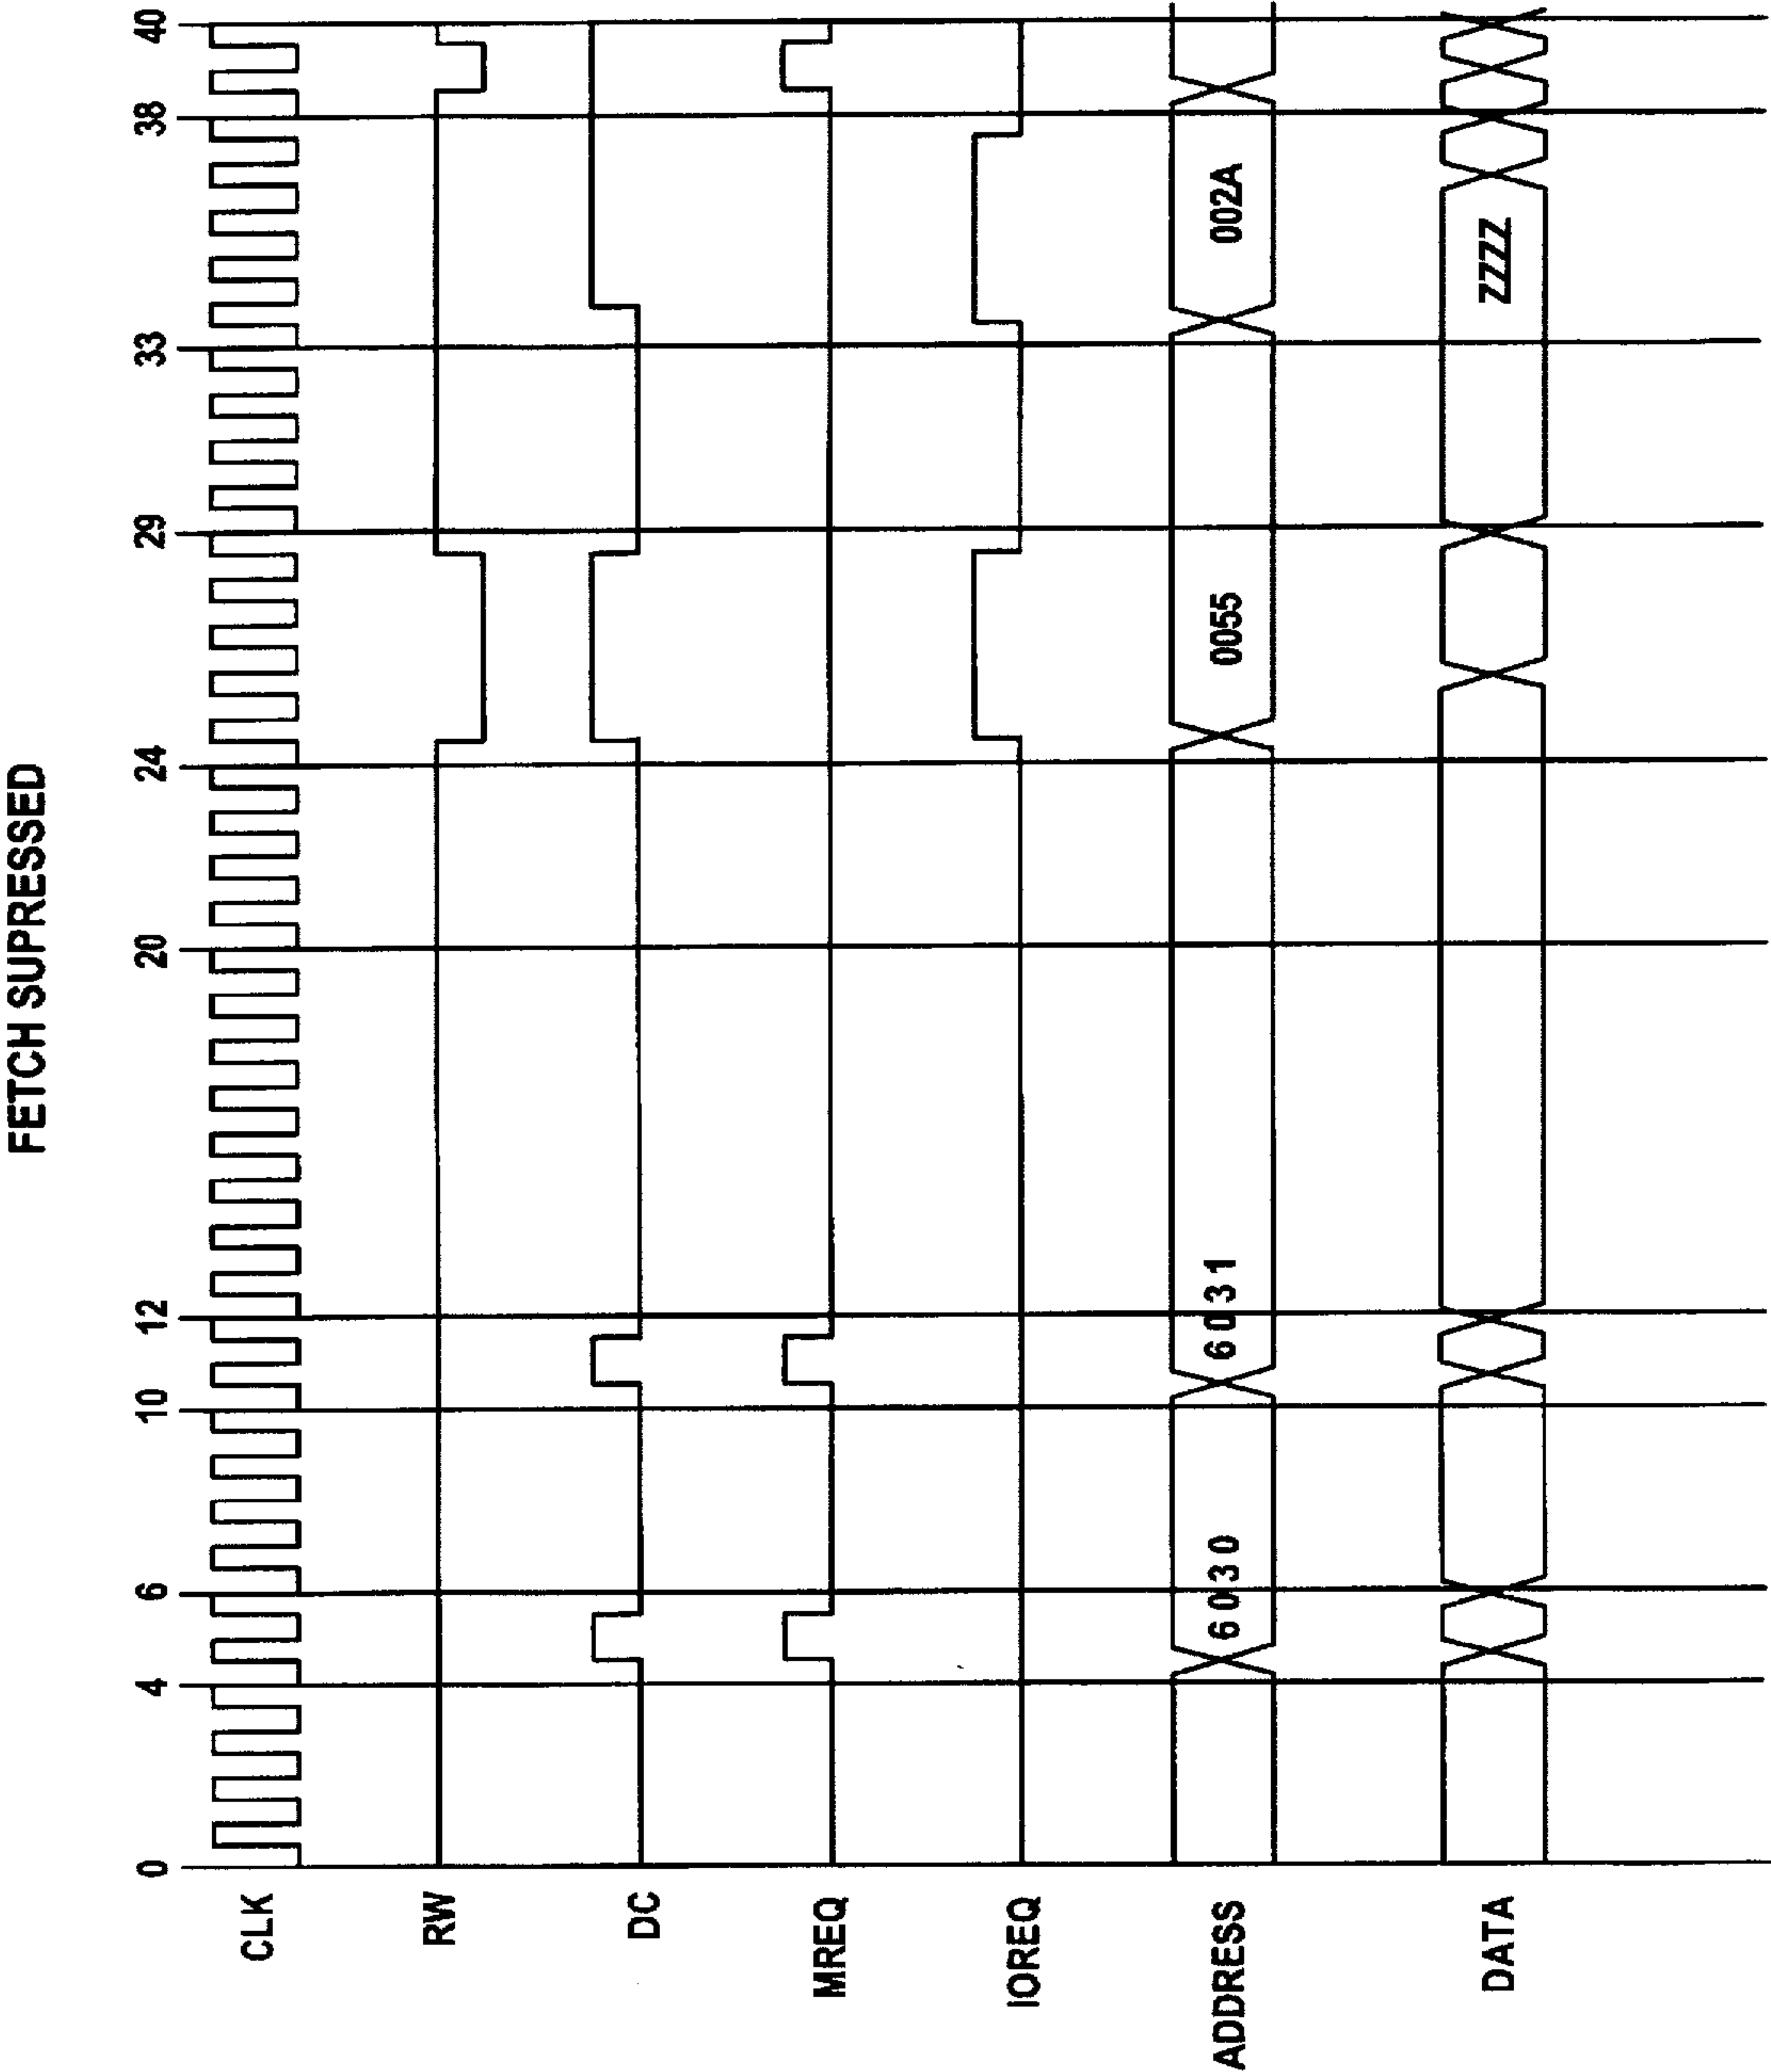 FETCH SUPRESSED
0 4 6 10 12 20 24 29 33 38 40
CLK
RW
DC
MREQ
IOREQ
ADDRESS 6030 6031 0055 002A
DATA ZZZZ